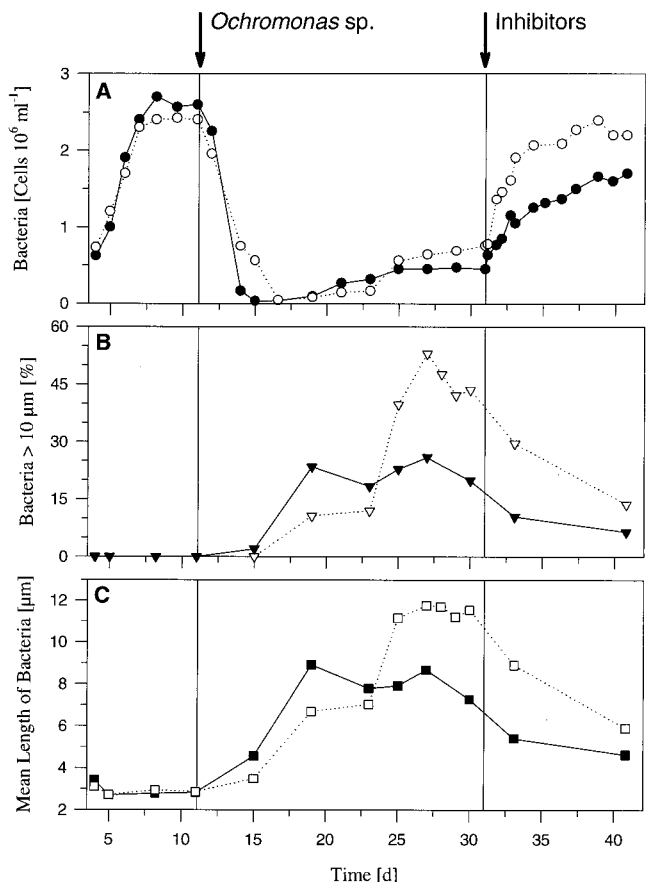 Ochromonas sp.
Inhibitors
A
Bacteria [Cells 10⁶ ml⁻¹]
3
2
1
0
B
Bacteria > 10 µm [%]
60
45
30
15
0
C
Mean Length of Bacteria [µm]
12
10
8
6
4
2
5 10 15 20 25 30 35 40
Time [d]